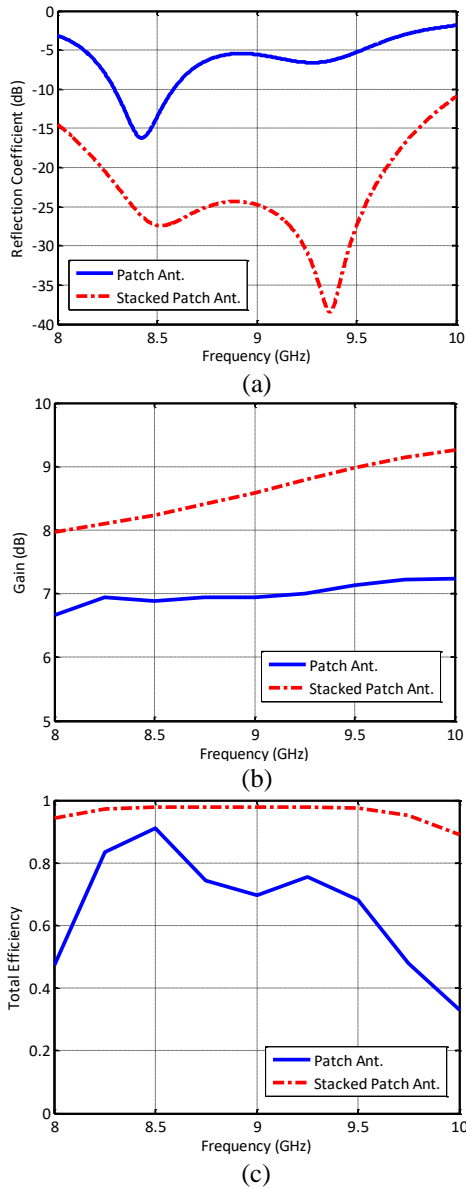 0
-5
-10
-15
-20
-25
-30
-35
-40
Reflection Coefficient (dB)
Patch Ant.
Stacked Patch Ant.
8
8.5
9
9.5
10
Frequency (GHz)
(a)
10
9
8
7
6
5
Gain (dB)
Patch Ant.
Stacked Patch Ant.
8
8.5
9
9.5
10
Frequency (GHz)
(b)
1
0.8
0.6
0.4
0.2
0
Total Efficiency
Patch Ant.
Stacked Patch Ant.
8
8.5
9
9.5
10
Frequency (GHz)
(c)